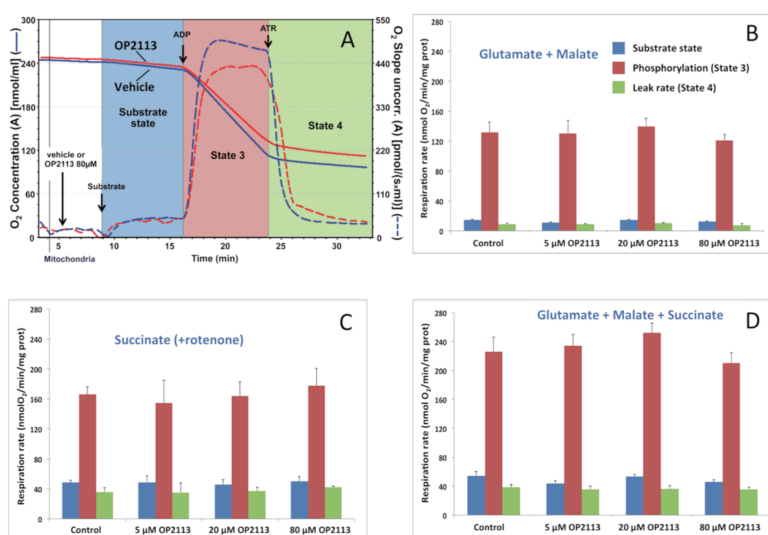 A
O2 Concentration (A) [nmol/ml]
300
240
180
120
60
0
OP2113
Vehicle
vehicle or
OP2113 80µM
Substrate
Substrate
state
ADP
State 3
ATR
State 4
550
440
330
220
110
0
O2 Slope uncorr. (A) [pmol/(s*ml)]
5
10
15
20
25
30
Mitochondria
Time (min)
B
Glutamate + Malate
Substrate state
Phosphorylation (State 3)
Leak rate (State 4)
Respiration rate (nmol O2/min/mg prot)
280
240
200
160
120
80
40
0
Control
5 µM OP2113
20 µM OP2113
80 µM OP2113
C
Succinate (+rotenone)
Respiration rate (nmolO2/min/mg prot)
280
240
200
160
120
80
40
0
Control
5 µM OP2113
20 µM OP2113
80 µM OP2113
D
Glutamate + Malate + Succinate
Respiration rate (nmol O2/min/mg prot)
280
240
200
160
120
80
40
0
Control
5 µM OP2113
20 µM OP2113
80 µM OP2113